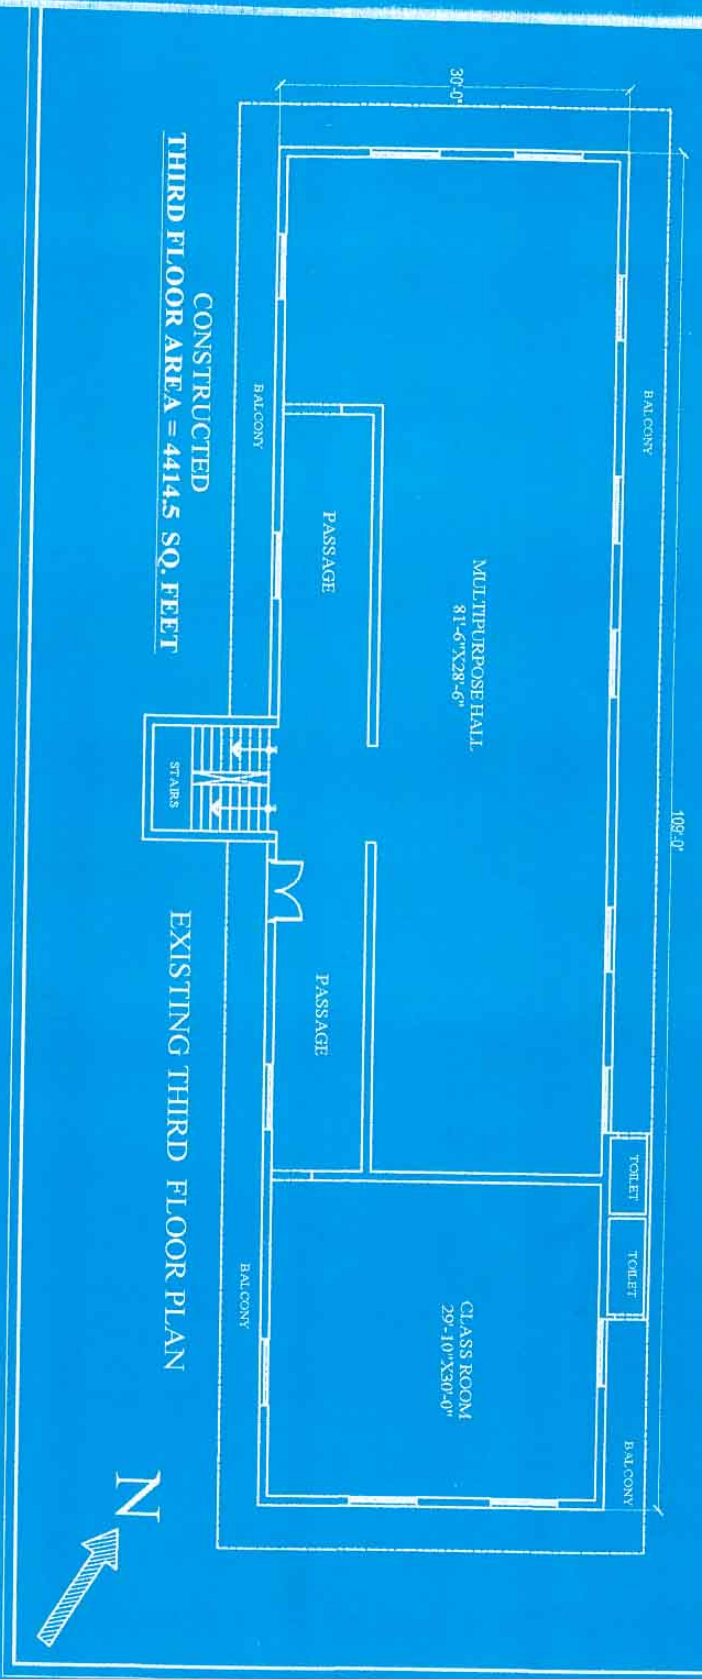 30'-0"
109'-0"
BALCONY
TOILET
TOILET
BALCONY
MULTIPURPOSE HALL
81'-6"X28'-6"
CLASS ROOM
29'-10"X30'-0"
PASSAGE
PASSAGE
BALCONY
STAIRS
BALCONY
CONSTRUCTED
THIRD FLOOR AREA = 4414.5 SQ. FEET
EXISTING THIRD FLOOR PLAN
N